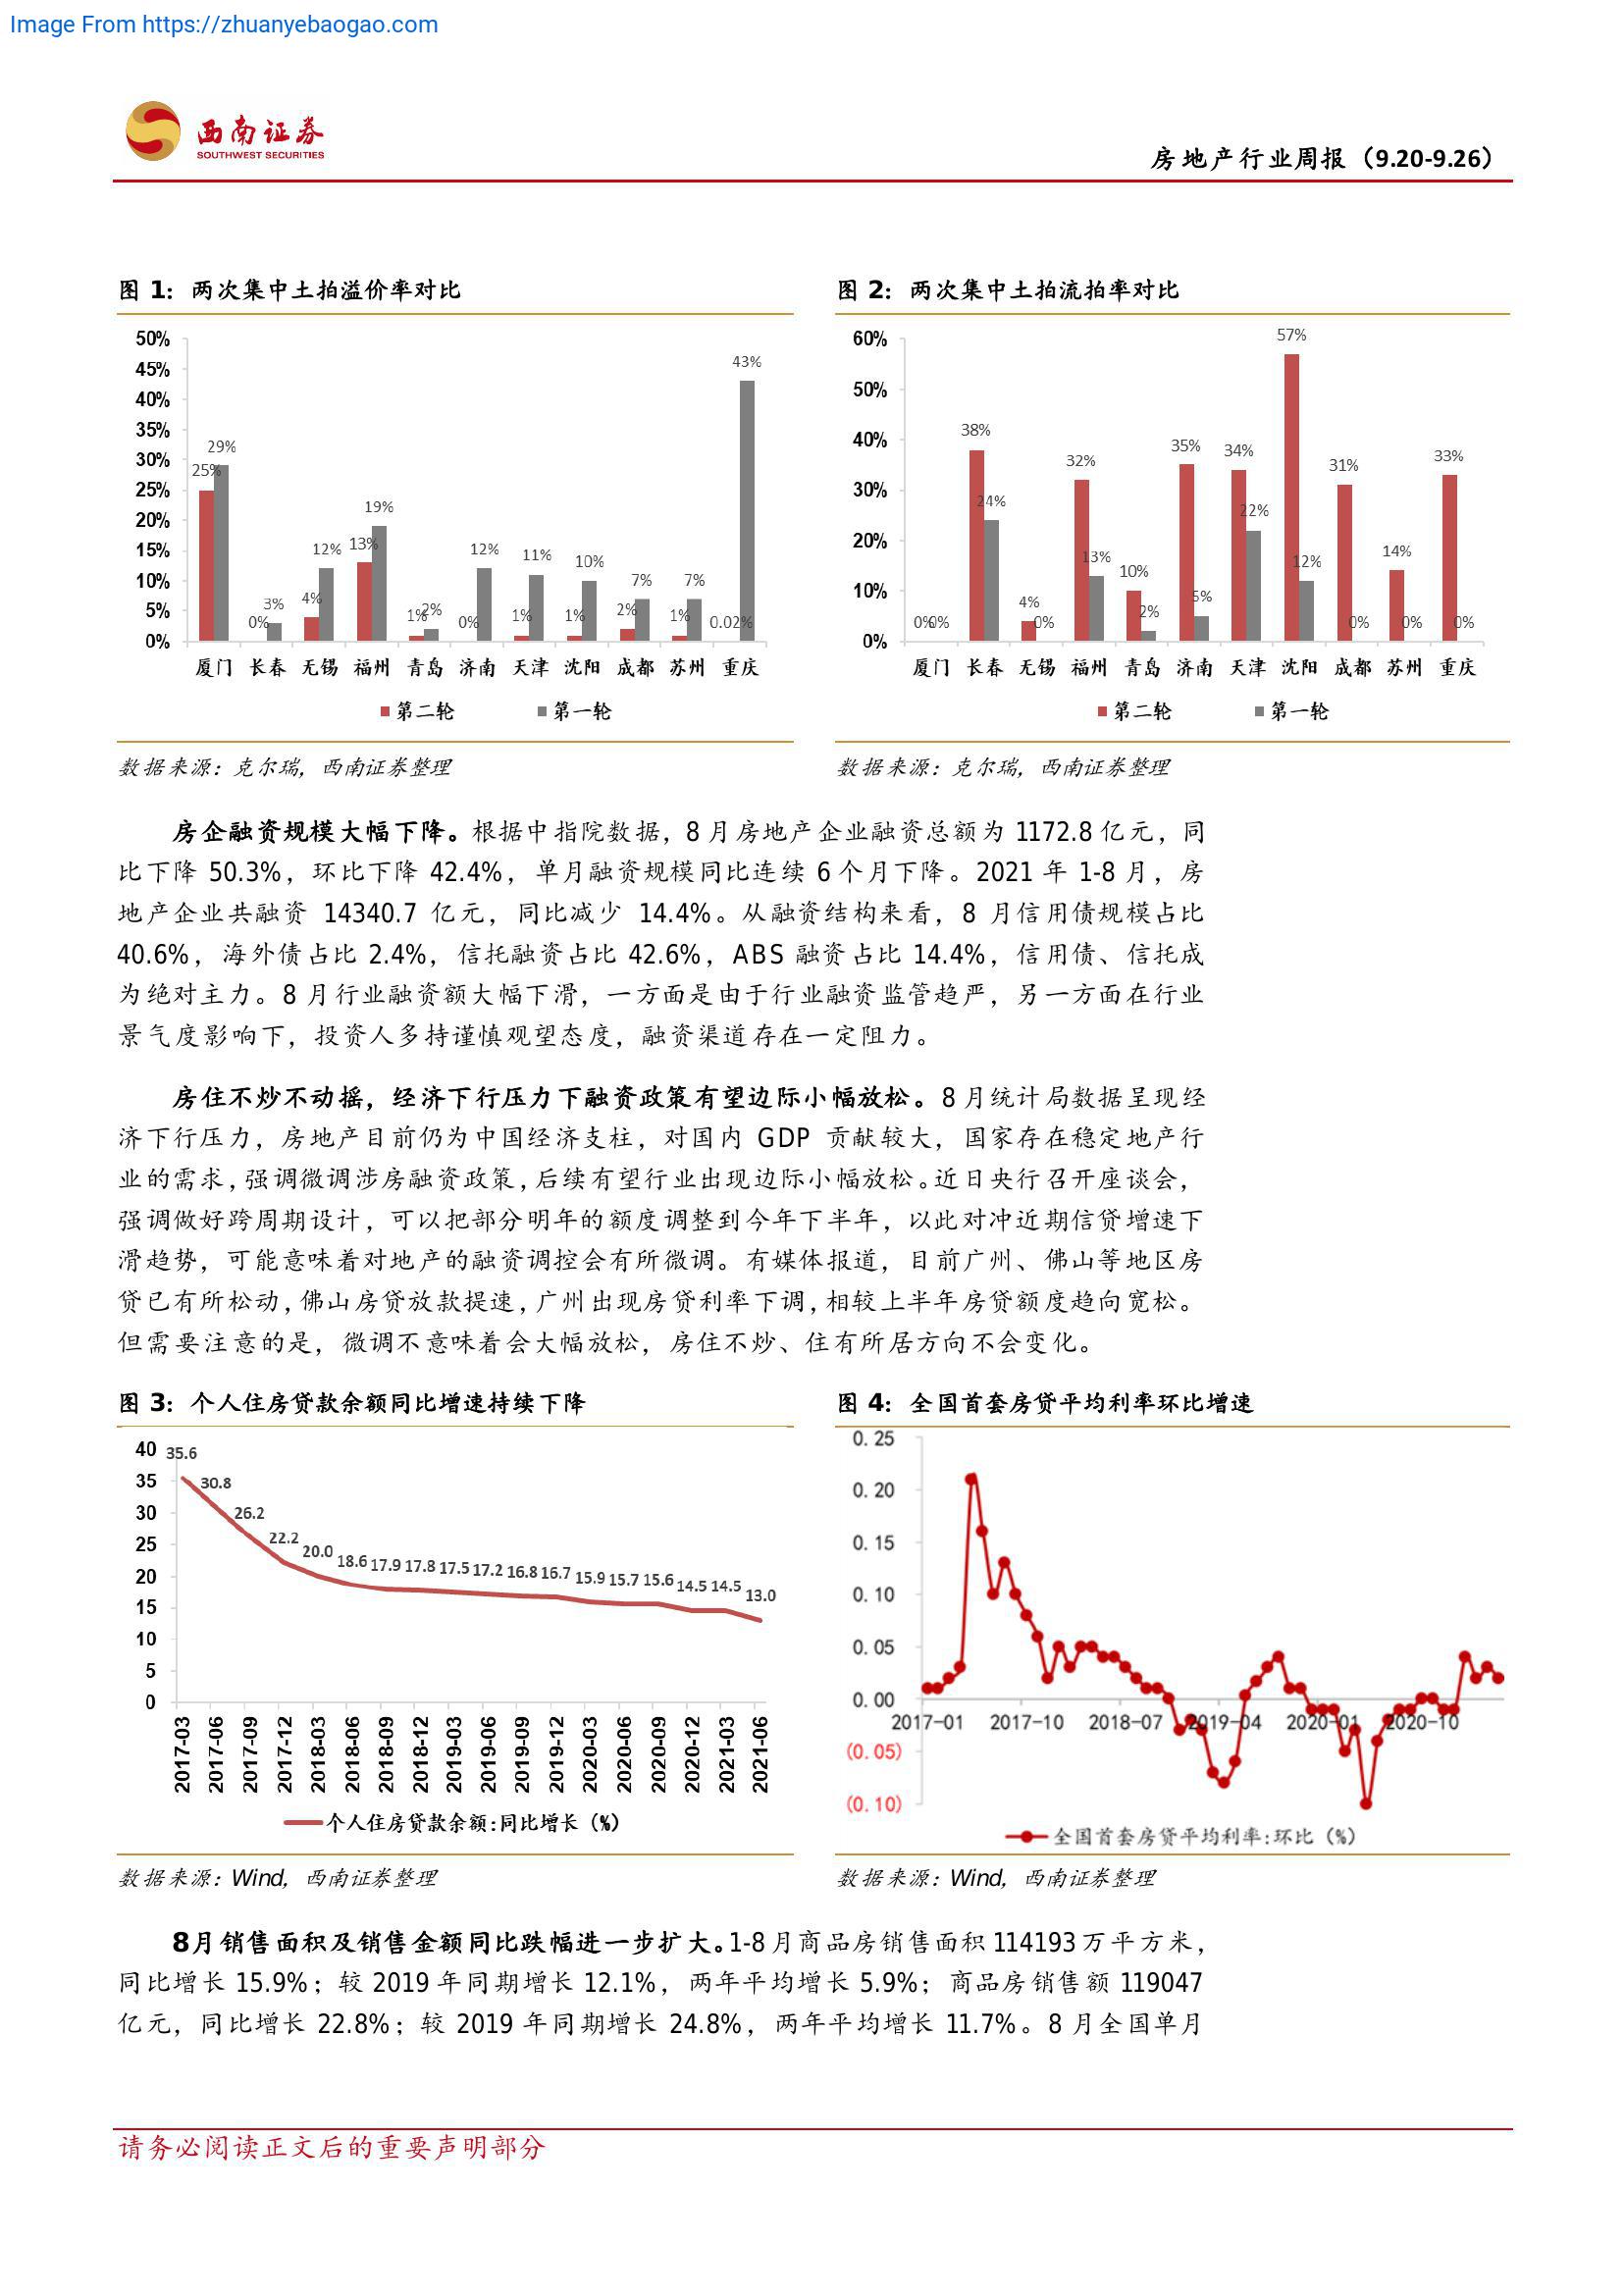 Image From https://zhuanyebaogao.com
西南证券
SOUTHWEST SECURITIES
房地产行业周报（9.20-9.26）
图 1：两次集中土拍溢价率对比
50%
45%
40%
35%
30%
25%
20%
15%
10%
5%
0%
25% 29% 0% 3% 4% 12% 13% 19% 1% 2% 0% 12% 1% 11% 1% 10% 2% 7% 1% 7% 0.02% 43%
厦门 长春 无锡 福州 青岛 济南 天津 沈阳 成都 苏州 重庆
第二轮 第一轮
数据来源：克尔瑞，西南证券整理
图 2：两次集中土拍流拍率对比
60%
50%
40%
30%
20%
10%
0%
0% 0% 38% 24% 4% 0% 32% 13% 10% 2% 35% 5% 34% 22% 57% 12% 31% 0% 14% 0% 33% 0%
厦门 长春 无锡 福州 青岛 济南 天津 沈阳 成都 苏州 重庆
第二轮 第一轮
数据来源：克尔瑞，西南证券整理
房企融资规模大幅下降。根据中指院数据，8 月房地产企业融资总额为 1172.8 亿元，同
比下降 50.3%，环比下降 42.4%，单月融资规模同比连续 6 个月下降。2021 年 1-8 月，房
地产企业共融资 14340.7 亿元，同比减少 14.4%。从融资结构来看，8 月信用债规模占比
40.6%，海外债占比 2.4%，信托融资占比 42.6%，ABS 融资占比 14.4%，信用债、信托成
为绝对主力。8 月行业融资额大幅下滑，一方面是由于行业融资监管趋严，另一方面在行业
景气度影响下，投资人多持谨慎观望态度，融资渠道存在一定阻力。
房住不炒不动摇，经济下行压力下融资政策有望边际小幅放松。8 月统计局数据呈现经
济下行压力，房地产目前仍为中国经济支柱，对国内 GDP 贡献较大，国家存在稳定地产行
业的需求，强调微调涉房融资政策，后续有望行业出现边际小幅放松。近日央行召开座谈会，
强调做好跨周期设计，可以把部分明年的额度调整到今年下半年，以此对冲近期信贷增速下
滑趋势，可能意味着对地产的融资调控会有所微调。有媒体报道，目前广州、佛山等地区房
贷已有所松动，佛山房贷放款提速，广州出现房贷利率下调，相较上半年房贷额度趋向宽松。
但需要注意的是，微调不意味着会大幅放松，房住不炒、住有所居方向不会变化。
图 3：个人住房贷款余额同比增速持续下降
40
35
30
25
20
15
10
5
0
35.6 30.8 26.2 22.2 20.0 18.6 17.9 17.8 17.5 17.2 16.8 16.7 15.9 15.7 15.6 14.5 14.5 13.0
2017-03 2017-06 2017-09 2017-12 2018-03 2018-06 2018-09 2018-12 2019-03 2019-06 2019-09 2019-12 2020-03 2020-06 2020-09 2020-12 2021-03 2021-06
个人住房贷款余额:同比增长（%）
数据来源：Wind，西南证券整理
图 4：全国首套房贷平均利率环比增速
0.25
0.20
0.15
0.10
0.05
0.00
(0.05)
(0.10)
2017-01 2017-10 2018-07 2019-04 2020-01 2020-10
全国首套房贷平均利率:环比（%）
数据来源：Wind，西南证券整理
8月销售面积及销售金额同比跌幅进一步扩大。1-8 月商品房销售面积 114193 万平方米，
同比增长 15.9%；较 2019 年同期增长 12.1%，两年平均增长 5.9%；商品房销售额 119047
亿元，同比增长 22.8%；较 2019 年同期增长 24.8%，两年平均增长 11.7%。8 月全国单月
请务必阅读正文后的重要声明部分